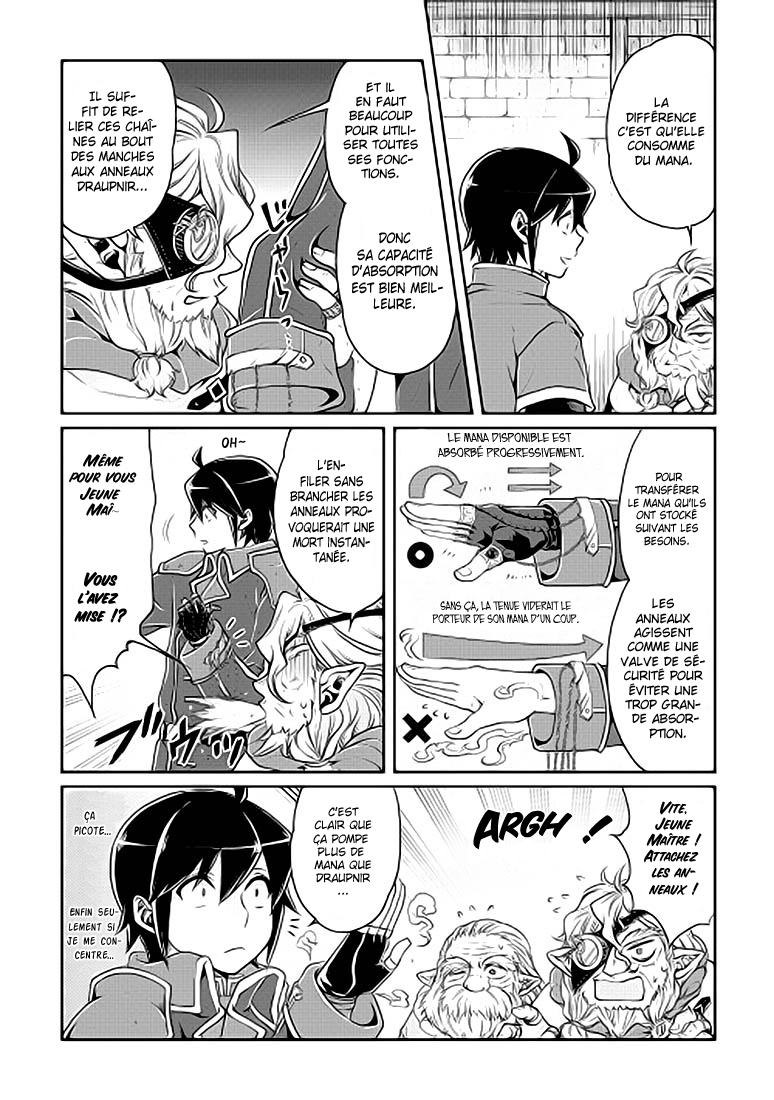 LA
DIFFÉRENCE
C'EST QU'ELLE
CONSOMME
DU MANA.
ET IL
EN FAUT
BEAUCOUP
POUR UTILI-
SER TOUTES
SES FONC-
TIONS.
DONC
SA CAPACITÉ
D'ABSORPTION
EST BIEN MEIL-
LEURE.
IL SUF-
FIT DE RE-
LIER CES CHAÎ-
NES AU BOUT
DES MANCHES
AUX ANNEAUX
DRAUPNIR...
POUR
TRANSFÉRER
LE MANA QU'ILS
ONT STOCKÉ
SUIVANT LES
BESOINS.
LE MANA DISPONIBLE EST
ABSORBÉ PROGRESSIVEMENT.
SANS ÇA, LA TENUE VIDERAIT LE
PORTEUR DE SON MANA D'UN COUP.
LES
ANNEAUX
AGISSENT
COMME UNE
VALVE DE SÉ-
CURITÉ POUR
ÉVITER UNE
TROP GRAN-
DE ABSOR-
PTION.
L'EN-
FILER SANS
BRANCHER LES
ANNEAUX PRO-
VOQUERAIT UNE
MORT INSTAN-
TANÉE.
OH~
MÊME
POUR VOUS
JEUNE
MAÎ~
VOUS
L'AVEZ
MISE !?
VITE,
JEUNE
MAÎTRE !
ATTACHEZ
LES AN-
NEAUX !
ARGH !
C'EST
CLAIR QUE
ÇA POMPE
PLUS DE
MANA QUE
DRAUPNIR
...
ÇA
PICOTE...
ENFIN SEU-
LEMENT SI
JE ME CON-
CENTRE...